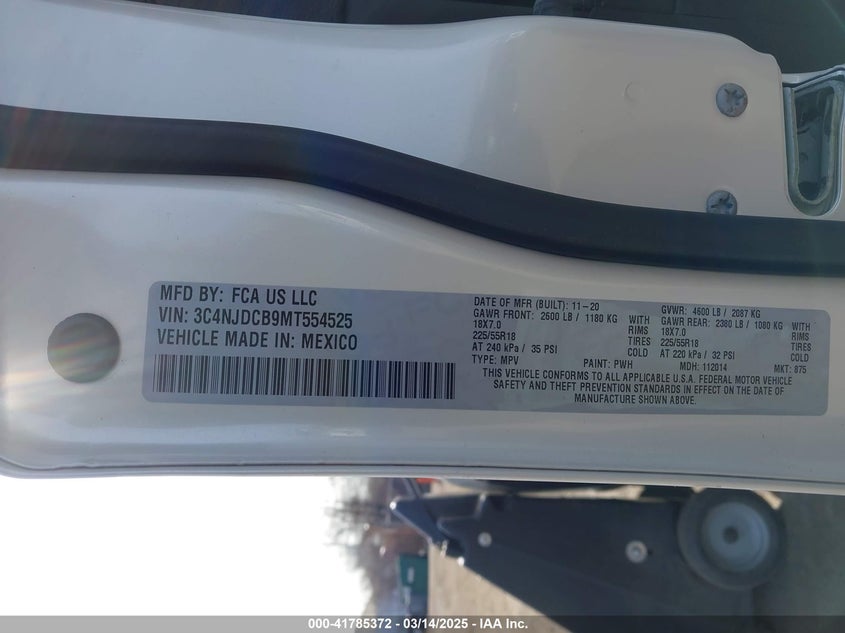 MFD BY: FCA US LLC
VIN: 3C4NJDCB9MT554525
VEHICLE MADE IN: MEXICO
DATE OF MFR (BUILT): 11-20 GVWR: 4600 LB / 2087 KG
GAWR FRONT: 2600 LB / 1180 KG WITH GAWR REAR: 2380 LB / 1080 KG WITH
18X7.0 RIMS 18X7.0 RIMS
225/55R18 TIRES 225/55R18 TIRES
AT 240 kPa / 35 PSI COLD AT 220 kPa / 32 PSI COLD
TYPE: MPV PAINT: PWH MDH: 112014 MKT: 875
THIS VEHICLE CONFORMS TO ALL APPLICABLE U.S.A. FEDERAL MOTOR VEHICLE
SAFETY AND THEFT PREVENTION STANDARDS IN EFFECT ON THE DATE OF
MANUFACTURE SHOWN ABOVE.
000-41785372 - 03/14/2025 - IAA Inc.